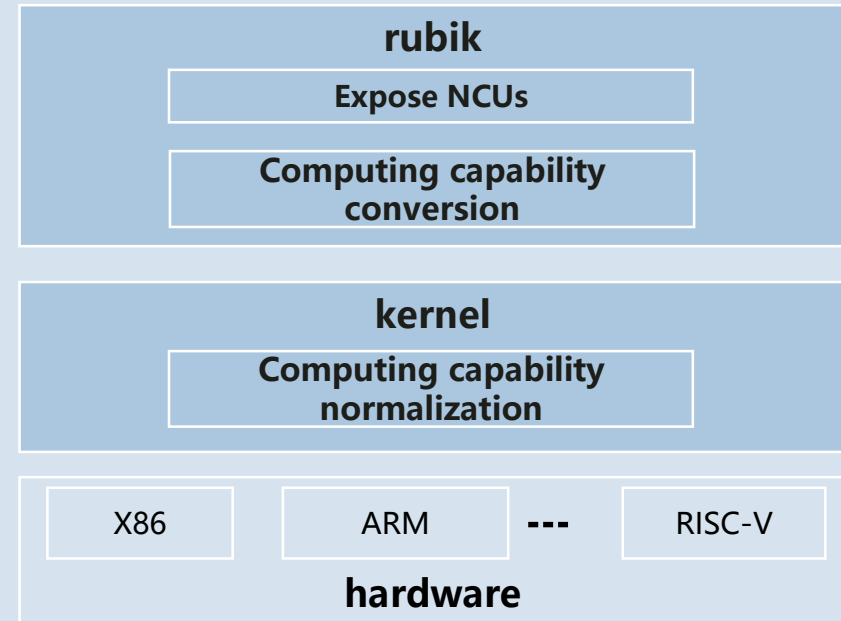 rubik
Expose NCUs
Computing capability
conversion
kernel
Computing capability
normalization
X86 ARM --- RISC-V
hardware